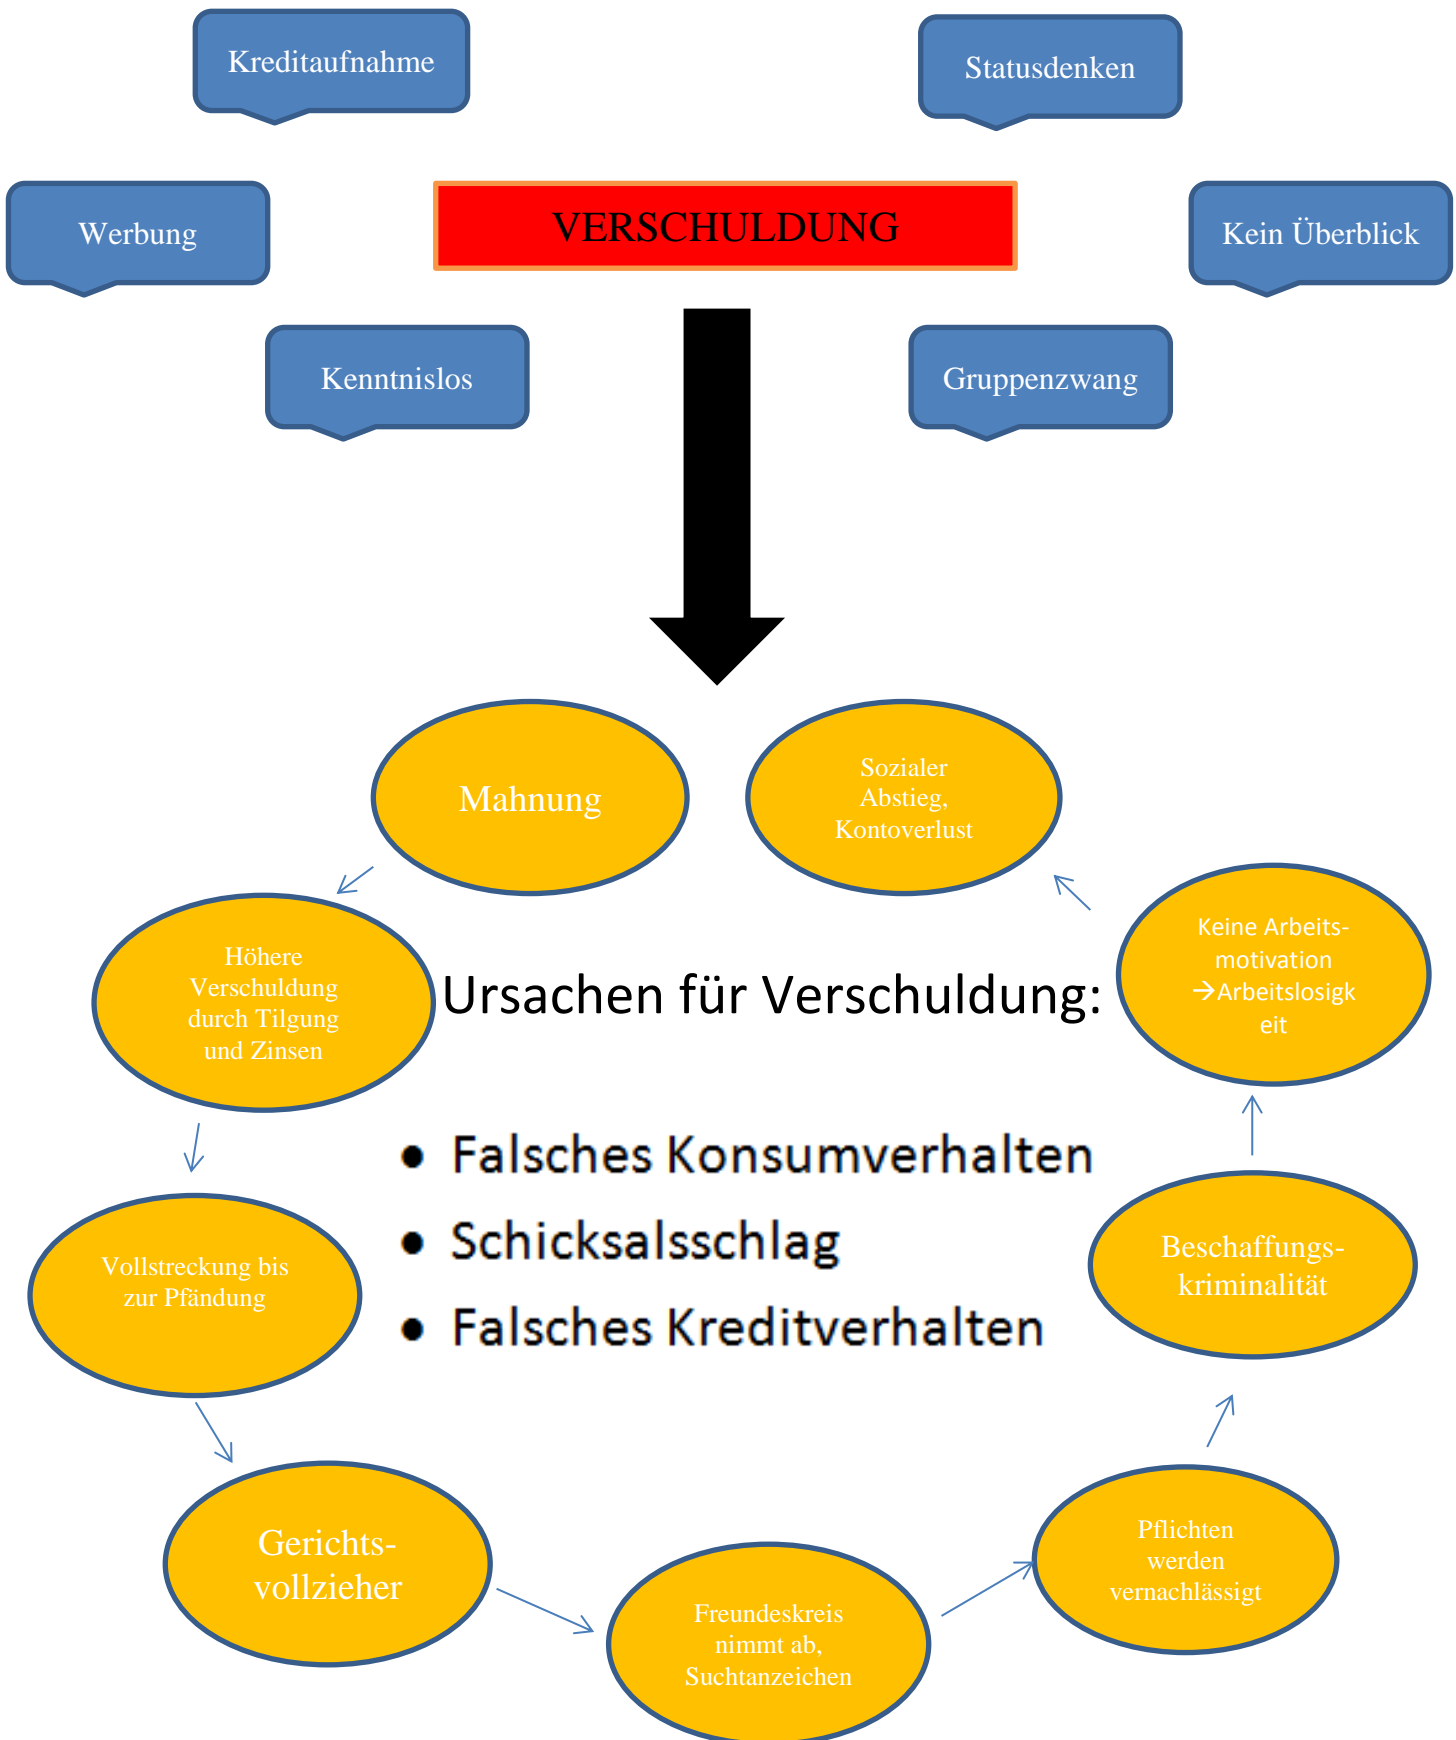 Kreditaufnahme
Statusdenken
Werbung
VERSCHULDUNG
Kein Überblick
Kenntnislos
Gruppenzwang
Mahnung
Sozialer
Abstieg,
Kontoverlust
Höhere
Verschuldung
durch Tilgung
und Zinsen
Ursachen für Verschuldung:
Keine Arbeits-
motivation
→Arbeitslosigk
eit
• Falsches Konsumverhalten
• Schicksalsschlag
• Falsches Kreditverhalten
Vollstreckung bis
zur Pfändung
Beschaffungs-
kriminalität
Gerichts-
vollzieher
Freundeskreis
nimmt ab,
Suchtanzeichen
Pflichten
werden
vernachlässigt